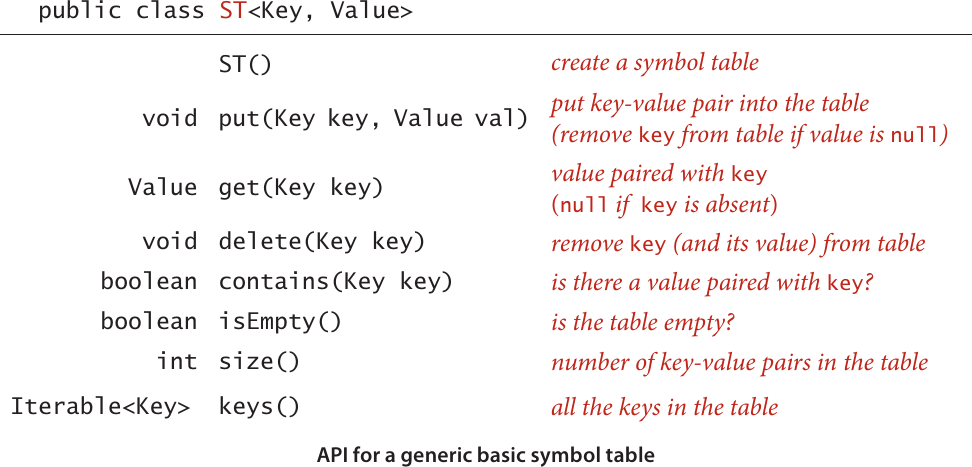 public class ST<Key, Value>
ST() create a symbol table
void put(Key key, Value val) put key-value pair into the table
(remove key from table if value is null)
Value get(Key key) value paired with key
(null if key is absent)
void delete(Key key) remove key (and its value) from table
boolean contains(Key key) is there a value paired with key?
boolean isEmpty() is the table empty?
int size() number of key-value pairs in the table
Iterable<Key> keys() all the keys in the table
API for a generic basic symbol table